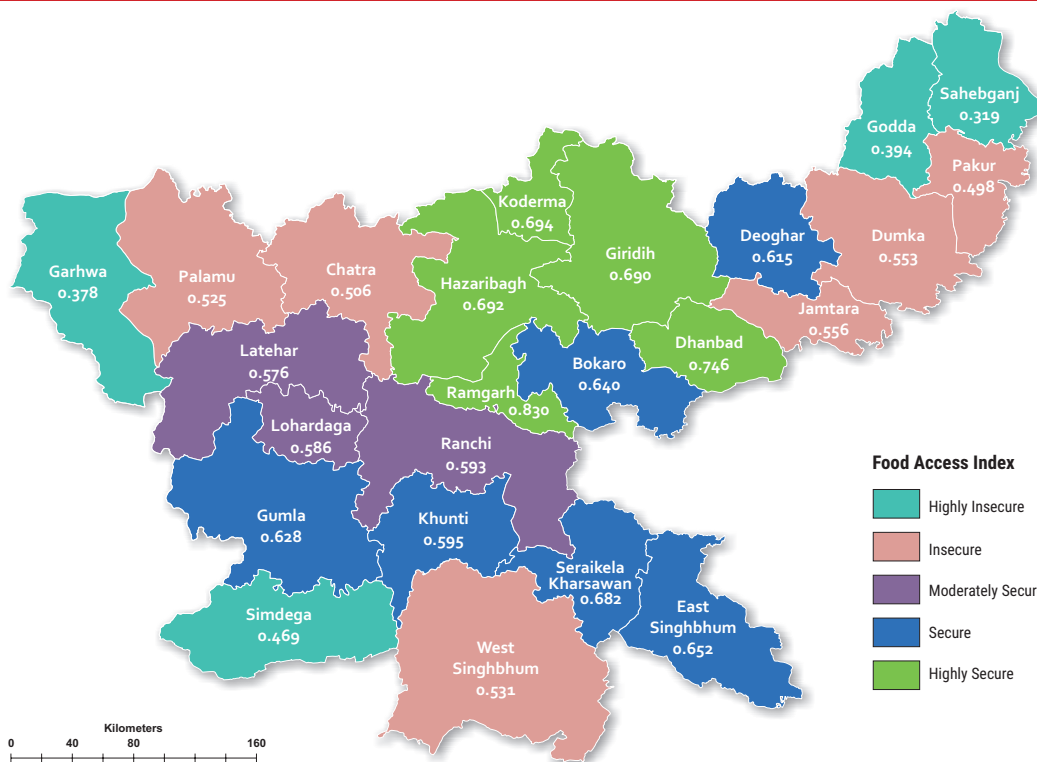 Sahebganj
0.319
Godda
0.394
Pakur
0.498
Koderma
0.694
Deoghar
0.615
Dumka
0.553
Giridih
0.690
Garhwa
0.378
Palamu
0.525
Chatra
0.506
Hazaribagh
0.692
Jamtara
0.556
Dhanbad
0.746
Latehar
0.576
Bokaro
0.640
Ramgarh
0.830
Lohardaga
0.586
Ranchi
0.593
Gumla
0.628
Khunti
0.595
Seraikela
Kharsawan
0.682
East
Singhbhum
0.652
Simdega
0.469
West
Singhbhum
0.531
Food Access Index
Highly Insecure
Insecure
Moderately Secur
Secure
Highly Secure
Kilometers
0 40 80 160